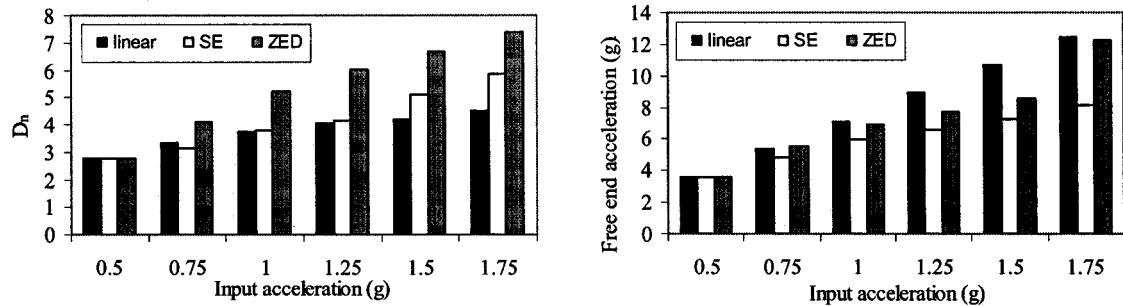 8
7
6
5
4
3
2
1
0
Dn
linear SE ZED
0.5 0.75 1 1.25 1.5 1.75
Input acceleration (g)
14
12
10
8
6
4
2
0
Free end acceleration (g)
linear SE ZED
0.5 0.75 1 1.25 1.5 1.75
Input acceleration (g)